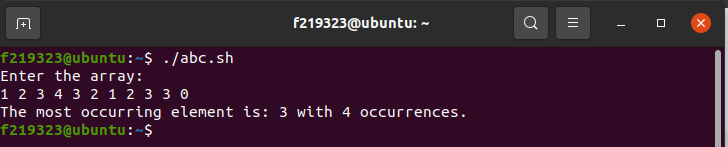 f219323@ubuntu: ~
f219323@ubuntu:~$ ./abc.sh
Enter the array:
1 2 3 4 3 2 1 2 3 3 0
The most occurring element is: 3 with 4 occurrences.
f219323@ubuntu:~$